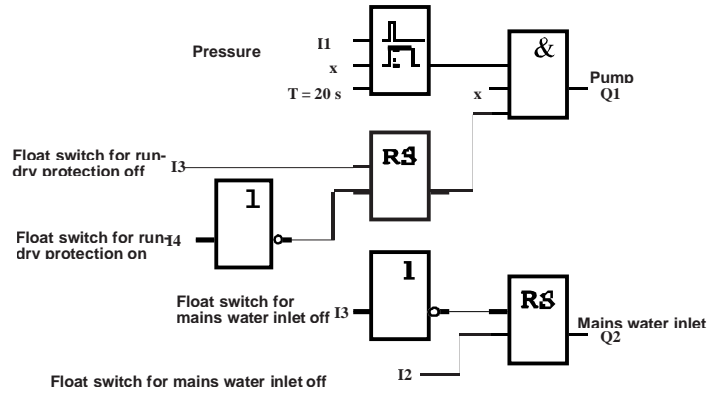 Pressure
I1
x
T = 20 s
&
x
Pump
Q1
Float switch for run-
dry protection off
I3
RS
1
Float switch for run-
dry protection on
I4
1
Float switch for
mains water inlet off
I3
RS
Mains water inlet
Q2
I2
Float switch for mains water inlet off